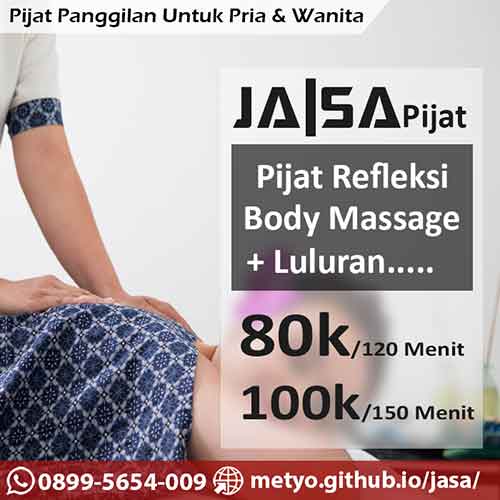 Pijat Panggilan Untuk Pria & Wanita
JA|SA Pijat
Pijat Refleksi
Body Massage
+ Luluran.....
80k/120 Menit
100k/150 Menit
0899-5654-009 metyo.github.io/jasa/